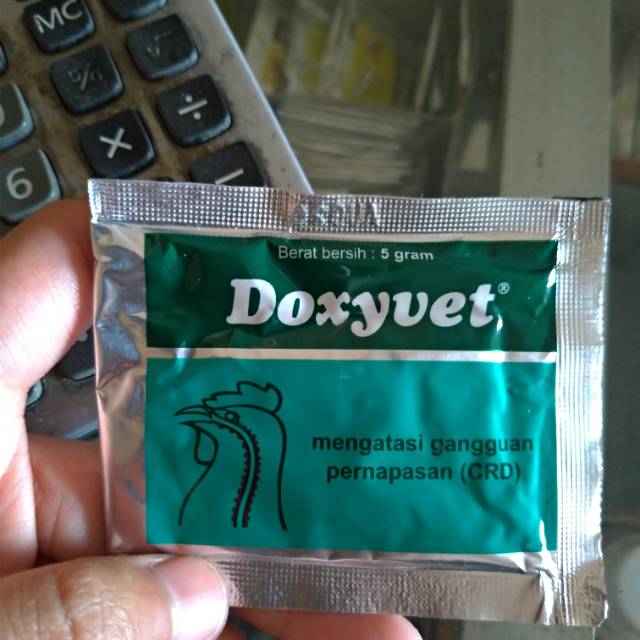 MC
√
%
÷
×
6
−
Berat bersih : 5 gram
Doxyvet®
mengatasi gangguan
pernapasan (CRD)